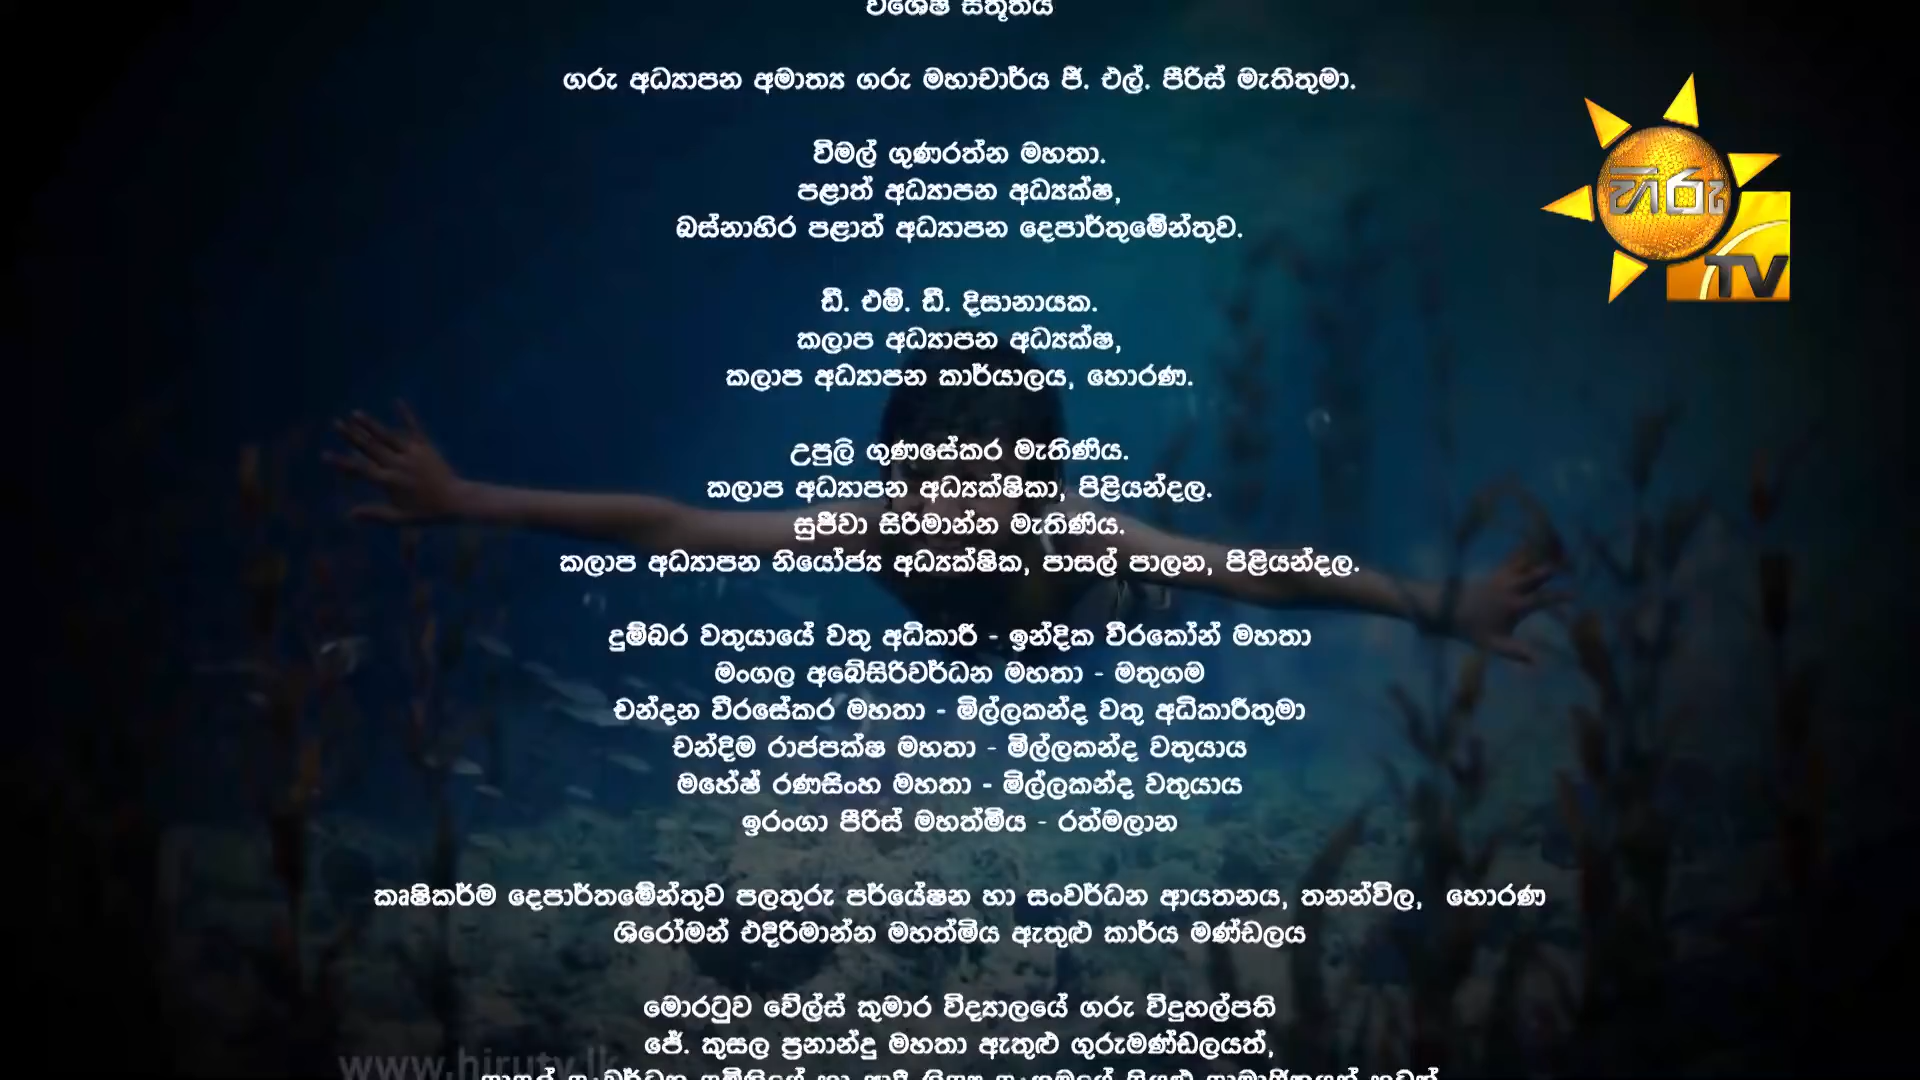 විශේෂ ස්තූතිය
ගරු අධ්‍යාපන අමාත්‍ය ගරු මහාචාර්ය ජී. එල්. පීරිස් මැතිතුමා.
විමල් ගුණරත්න මහතා.
පළාත් අධ්‍යාපන අධ්‍යක්ෂ,
බස්නාහිර පළාත් අධ්‍යාපන දෙපාර්තුමේන්තුව.
ඩී. එම්. ඩී. දිසානායක.
කලාප අධ්‍යාපන අධ්‍යක්ෂ,
කලාප අධ්‍යාපන කාර්යාලය, හොරණ.
උපුලි ගුණසේකර මැතිණිය.
කලාප අධ්‍යාපන අධ්‍යක්ෂිකා, පිළියන්දල.
සුජීවා සිරිමාන්න මැතිණිය.
කලාප අධ්‍යාපන නියෝජ්‍ය අධ්‍යක්ෂික, පාසල් පාලන, පිළියන්දල.
දුම්බර වතුයායේ වතු අධිකාරී - ඉන්දික වීරකෝන් මහතා
මංගල අබේසිරිවර්ධන මහතා - මතුගම
චන්දන වීරසේකර මහතා - මිල්ලකන්ද වතු අධිකාරීතුමා
චන්දිම රාජපක්ෂ මහතා - මිල්ලකන්ද වතුයාය
මහේෂ් රණසිංහ මහතා - මිල්ලකන්ද වතුයාය
ඉරංගා පීරිස් මහත්මිය - රත්මලාන
කෘෂිකර්ම දෙපාර්තමේන්තුව පලතුරු පර්යේෂන හා සංවර්ධන ආයතනය, තනන්විල, හොරණ
ශිරෝමන් එදිරිමාන්න මහත්මිය ඇතුළු කාර්ය මණ්ඩලය
මොරටුව වේල්ස් කුමාර විද්‍යාලයේ ගරු විදුහල්පති
ජේ. කුසල ප්‍රනාන්දු මහතා ඇතුළු ගුරුමණ්ඩලයත්,
හිරු
TV
www.hirutv.lk